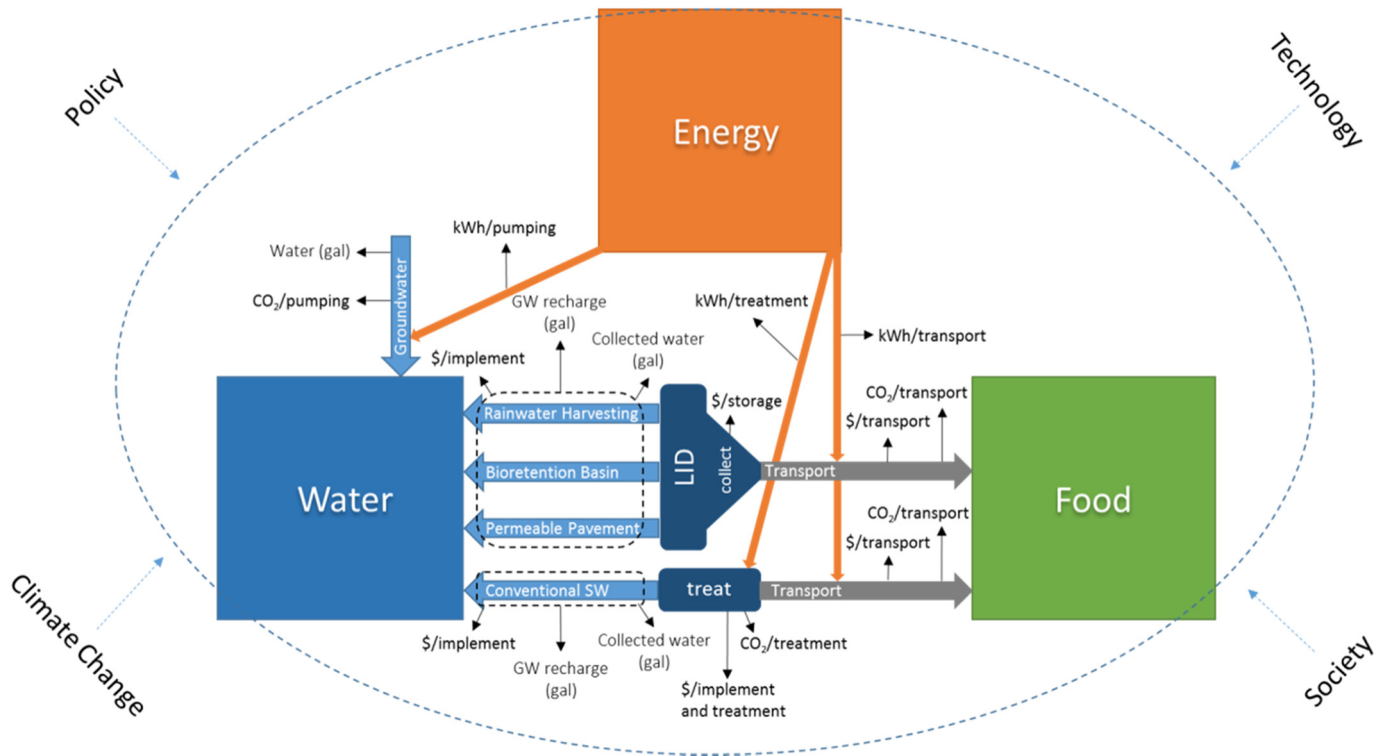 Policy
Technology
Energy
kWh/pumping
Water (gal)
CO₂/pumping
Groundwater
GW recharge
(gal)
kWh/treatment
kWh/transport
Collected water
(gal)
$/implement
$/storage
CO₂/transport
$/transport
Rainwater Harvesting
Bioretention Basin
Permeable Pavement
LID
collect
Transport
Water
Food
CO₂/transport
$/transport
Conventional SW
treat
Transport
$/implement
GW recharge
(gal)
Collected water
(gal)
CO₂/treatment
$/implement
and treatment
Climate Change
Society